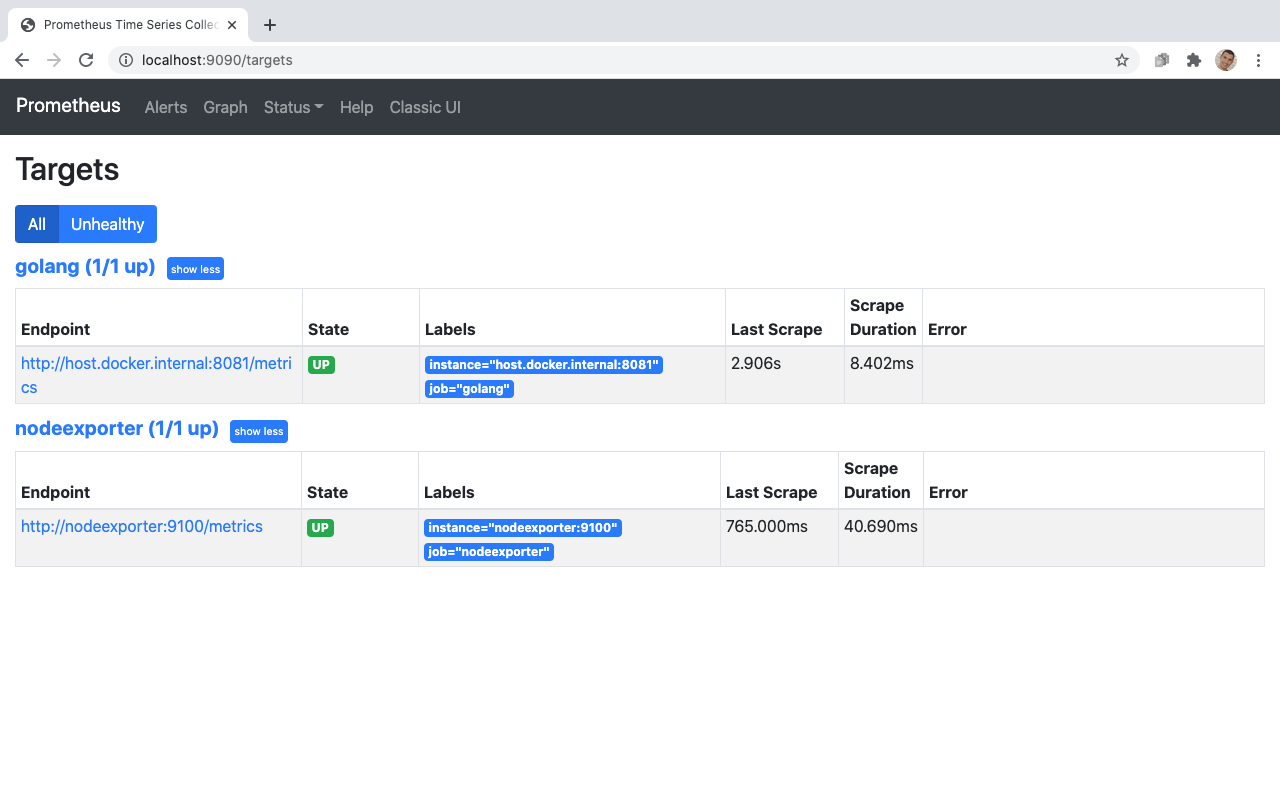 Prometheus Time Series Collec
localhost:9090/targets
Prometheus Alerts Graph Status Help Classic UI
Targets
All Unhealthy
golang (1/1 up) show less
Endpoint State Labels Last Scrape Scrape Duration Error
http://host.docker.internal:8081/metri
cs
UP
instance="host.docker.internal:8081"
job="golang"
2.906s
8.402ms
nodeexporter (1/1 up) show less
Endpoint State Labels Last Scrape Scrape Duration Error
http://nodeexporter:9100/metrics
UP
instance="nodeexporter:9100"
job="nodeexporter"
765.000ms
40.690ms